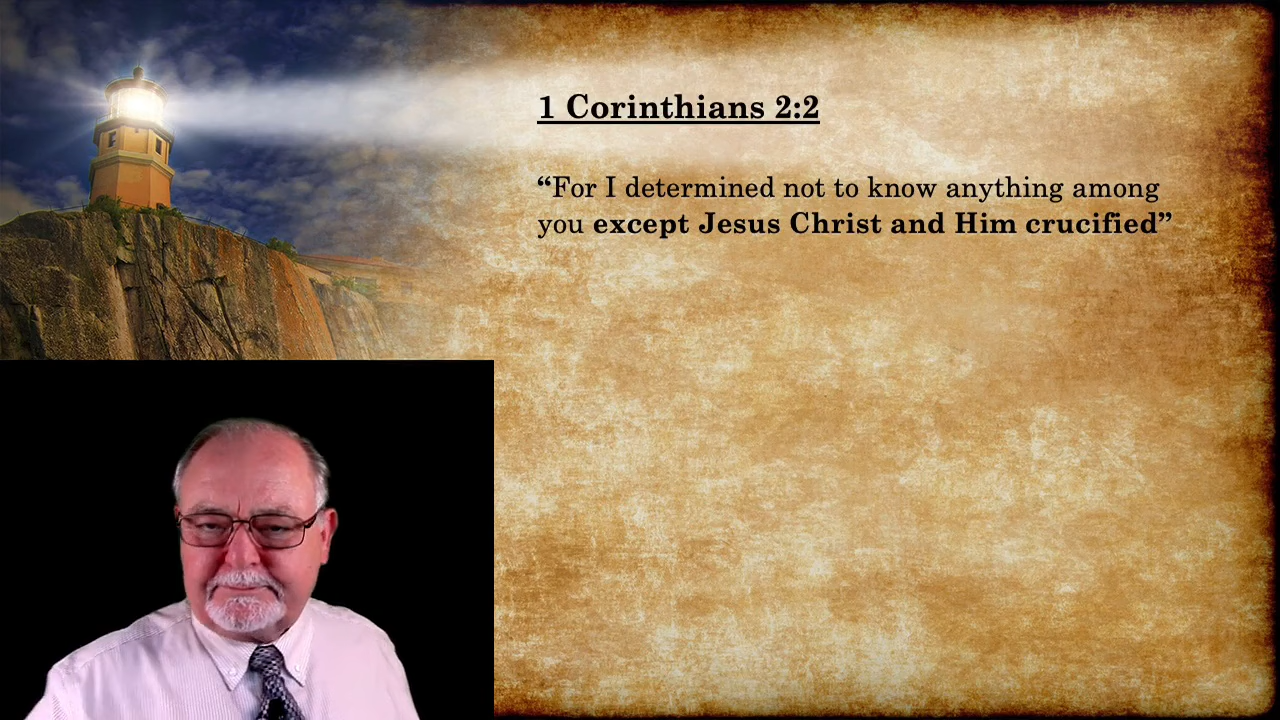 1 Corinthians 2:2
“For I determined not to know anything among
you except Jesus Christ and Him crucified”